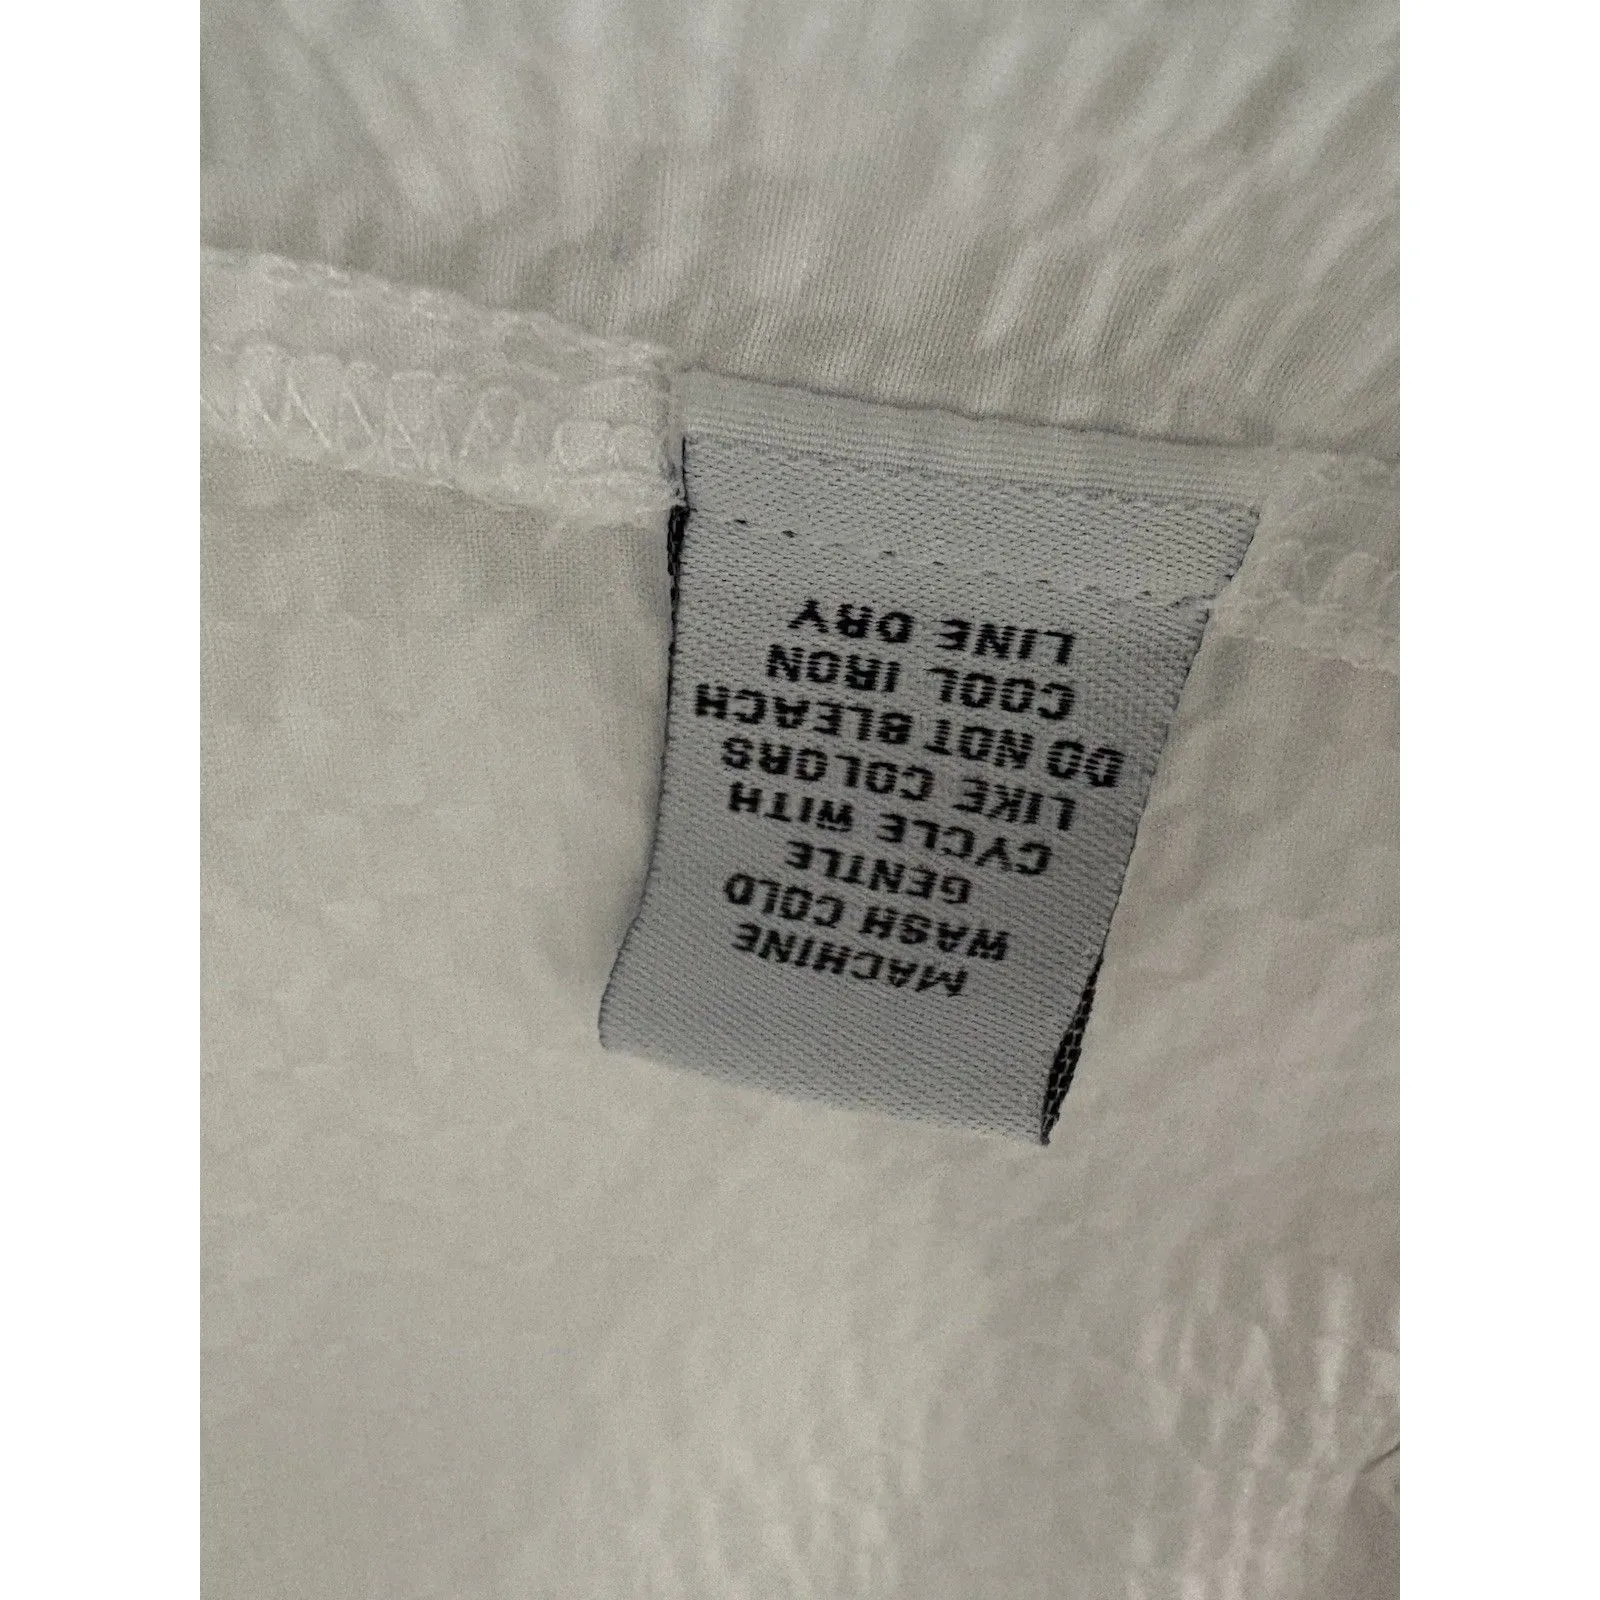 MACHINE
WASH COLD
GENTLE
CYCLE WITH
LIKE COLORS
DO NOT BLEACH
COOL IRON
LINE DRY